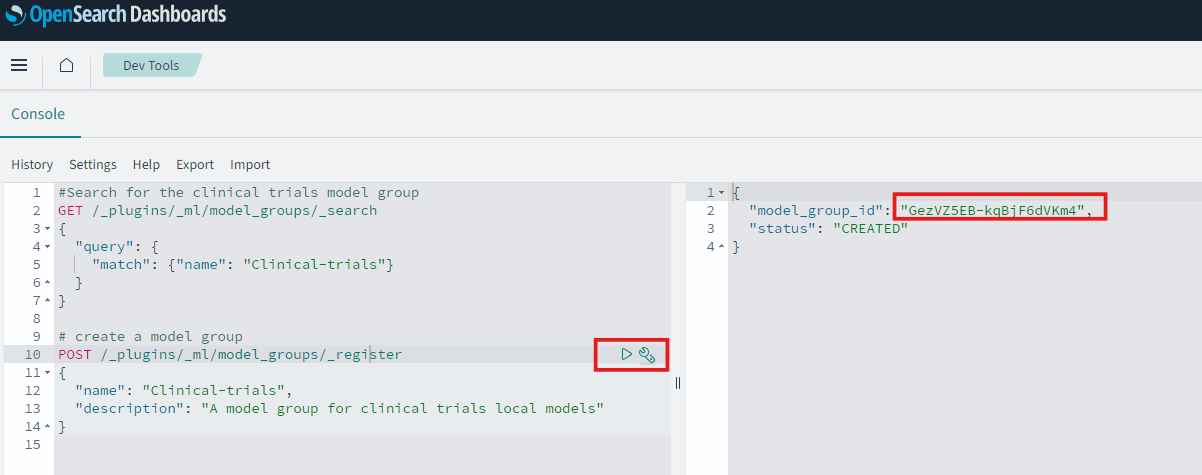 OpenSearch Dashboards
Dev Tools
Console
History Settings Help Export Import
1 #Search for the clinical trials model group
2 GET /_plugins/_ml/model_groups/_search
3 {
4 "query": {
5 "match": {"name": "Clinical-trials"}
6 }
7 }
8
9 # create a model group
10 POST /_plugins/_ml/model_groups/_register
11 {
12 "name": "Clinical-trials",
13 "description": "A model group for clinical trials local models"
14 }
15
1 {
2 "model_group_id": "GezVZ5EB-kqBjF6dVKm4",
3 "status": "CREATED"
4 }